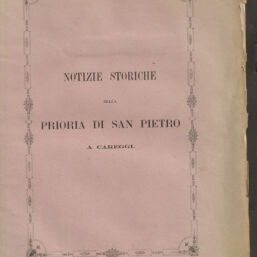 NOTIZIE STORICHE
DELLA
PRIORIA DI SAN PIETRO
A CAREGGI.